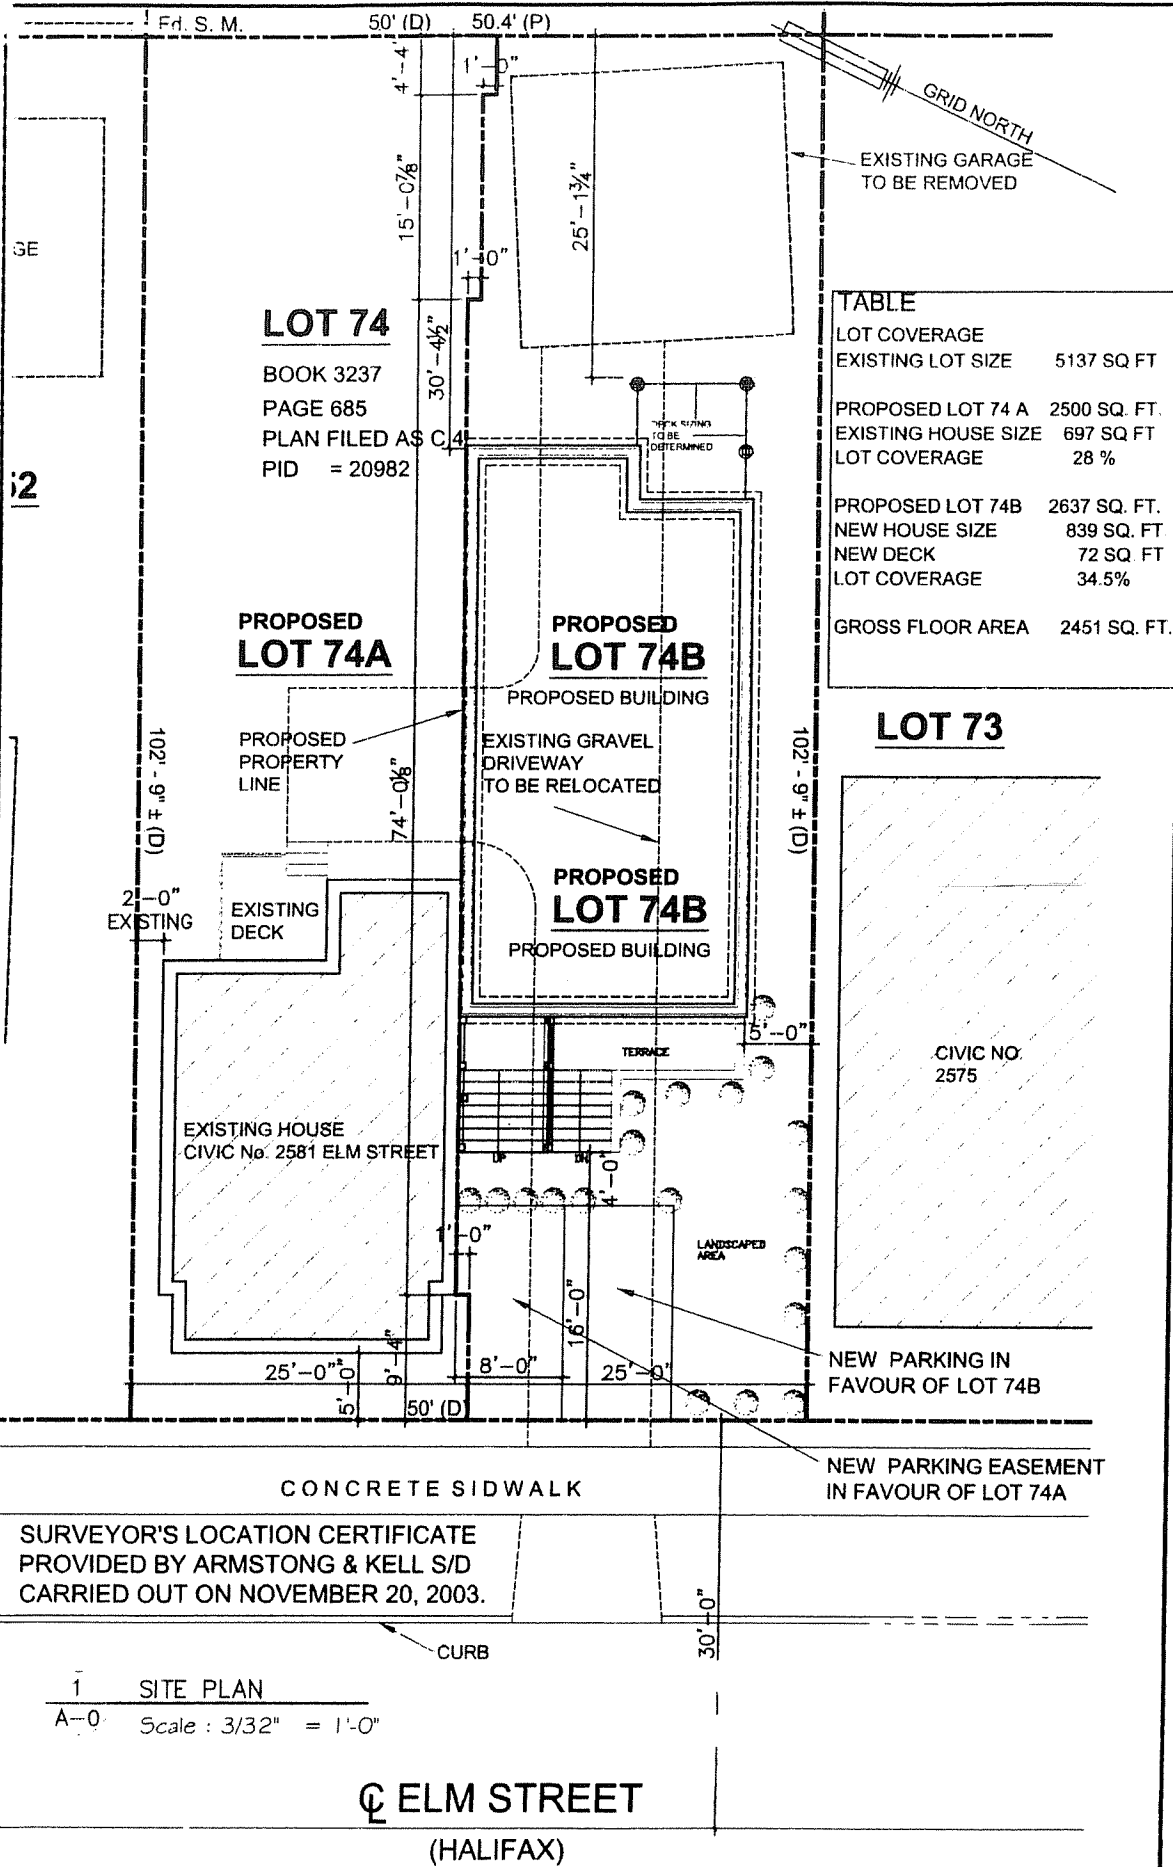 Fd. S. M.
50' (D)
50.4' (P)
4'-4"
1'-0"
GRID NORTH
EXISTING GARAGE
TO BE REMOVED
15'-0⅞"
25'-1¾"
GE
1'-0"
LOT 74
BOOK 3237
PAGE 685
PLAN FILED AS C 4
PID = 20982
30'-4½"
DECK SIZING
TO BE
DETERMINED
52
TABLE
LOT COVERAGE
EXISTING LOT SIZE 5137 SQ FT
PROPOSED LOT 74 A 2500 SQ. FT.
EXISTING HOUSE SIZE 697 SQ FT
LOT COVERAGE 28 %
PROPOSED LOT 74B 2637 SQ. FT.
NEW HOUSE SIZE 839 SQ. FT
NEW DECK 72 SQ FT
LOT COVERAGE 34.5%
GROSS FLOOR AREA 2451 SQ. FT.
PROPOSED
LOT 74A
PROPOSED
LOT 74B
PROPOSED BUILDING
LOT 73
PROPOSED
PROPERTY
LINE
EXISTING GRAVEL
DRIVEWAY
TO BE RELOCATED
102' - 9" ± (D)
74'-0⅛"
102' - 9" ± (D)
PROPOSED
LOT 74B
PROPOSED BUILDING
2'-0"
EXISTING
EXISTING
DECK
5'-0"
TERRACE
CIVIC NO.
2575
EXISTING HOUSE
CIVIC No. 2581 ELM STREET
UP
DN
4'-0"
1'-0"
LANDSCAPED
AREA
16'-0"
9'-4"
25'-0"
5'-0"
8'-0"
25'-0"
50' (D)
NEW PARKING IN
FAVOUR OF LOT 74B
NEW PARKING EASEMENT
IN FAVOUR OF LOT 74A
CONCRETE SIDWALK
SURVEYOR'S LOCATION CERTIFICATE
PROVIDED BY ARMSTONG & KELL S/D
CARRIED OUT ON NOVEMBER 20, 2003.
30'-0"
CURB
1 SITE PLAN
A-0 Scale : 3/32" = 1'-0"
℄ ELM STREET
(HALIFAX)